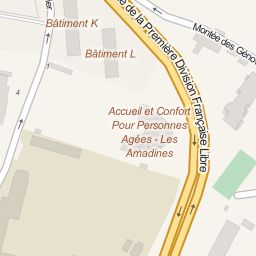 Bâtiment K
Bâtiment L
de la Première Division Française Libre
Montée des Géno
4
Accueil et Confort
Pour Personnes
Agées - Les
Amadines